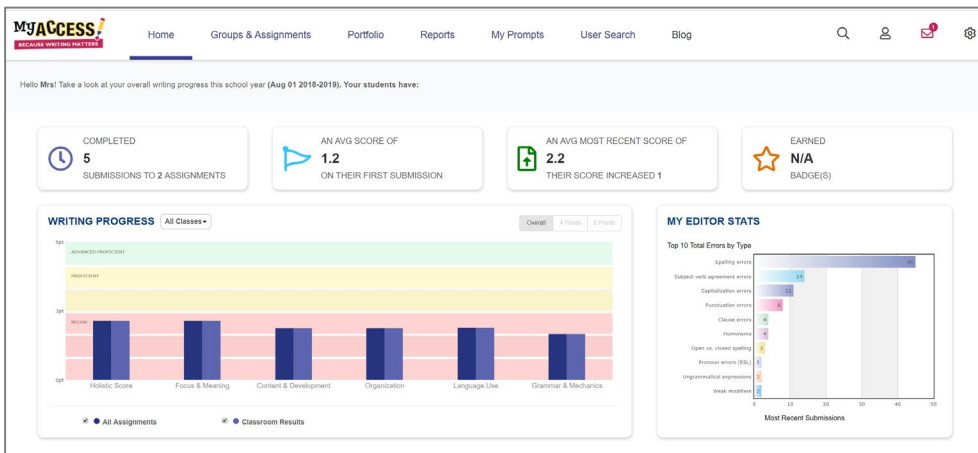 MYACCESS!
BECAUSE WRITING MATTERS
Home Groups & Assignments Portfolio Reports My Prompts User Search Blog
1
Hello Mrs! Take a look at your overall writing progress this school year (Aug 01 2018-2019). Your students have:
COMPLETED
5
SUBMISSIONS TO 2 ASSIGNMENTS
AN AVG SCORE OF
1.2
ON THEIR FIRST SUBMISSION
AN AVG MOST RECENT SCORE OF
2.2
THEIR SCORE INCREASED 1
EARNED
N/A
BADGE(S)
WRITING PROGRESS All Classes
Overall 4 Points 6 Points
6pt
ADVANCED PROFICIENT
PROFICIENT
3pt
BELOW
0pt
Holistic Score Focus & Meaning Content & Development Organization Language Use Grammar & Mechanics
All Assignments Classroom Results
MY EDITOR STATS
Top 10 Total Errors by Type
Spelling errors
Subject-verb agreement errors 14
Capitalization errors 11
Punctuation errors
Clause errors 4
Homonyms 4
Open vs. closed spelling
Pronoun errors (ESL) 2
Ungrammatical expressions 2
Weak modifiers 2
0 10 20 30 40 50
Most Recent Submissions